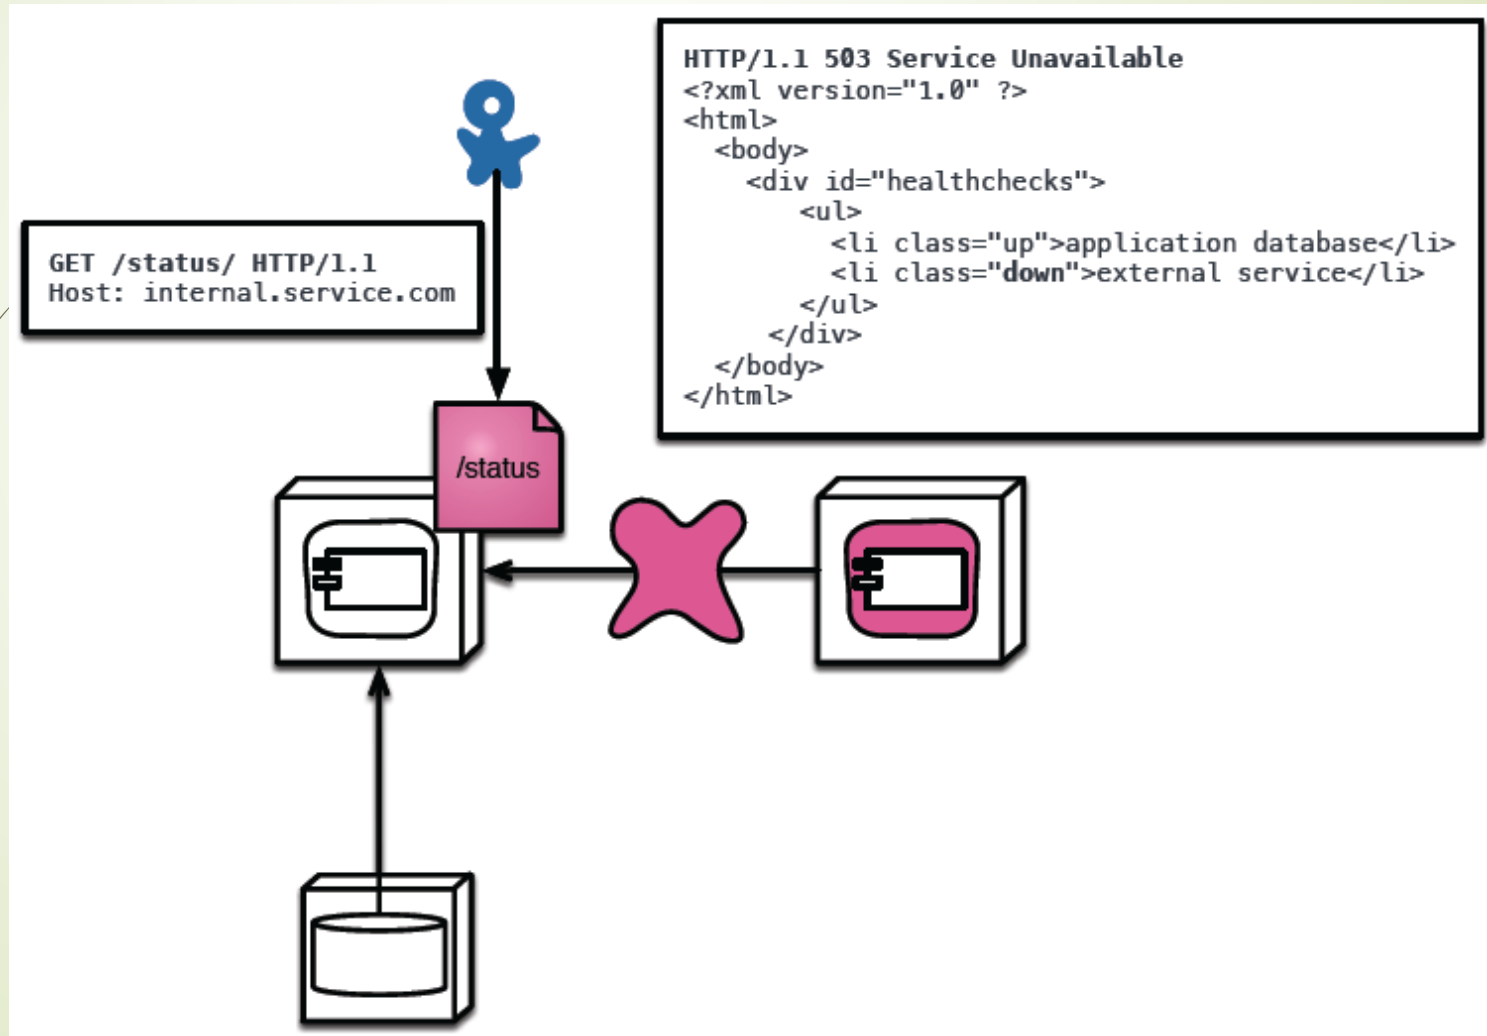 HTTP/1.1 503 Service Unavailable
<?xml version="1.0" ?>
<html>
<body>
<div id="healthchecks">
<ul>
<li class="up">application database</li>
<li class="down">external service</li>
</ul>
</div>
</body>
</html>
GET /status/ HTTP/1.1
Host: internal.service.com
/status